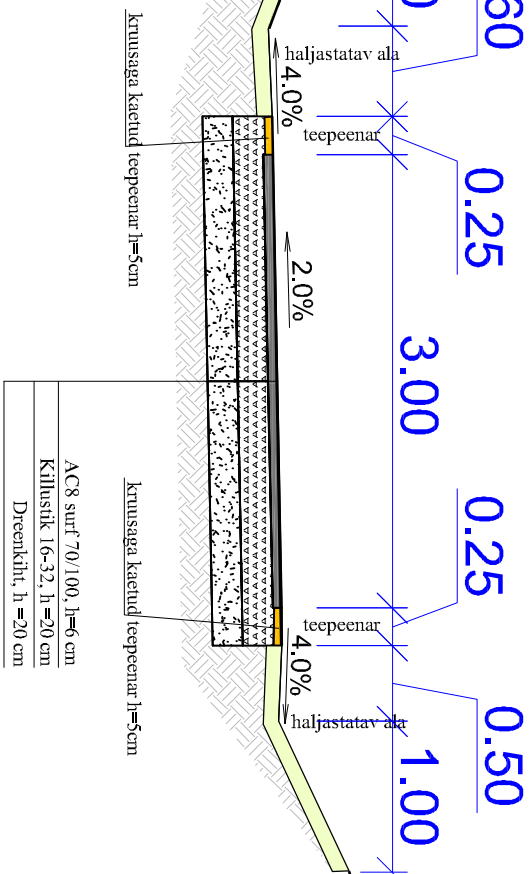 60
0.25
0.25
0.50
0
3.00
1.00
haljastatav ala
teepeenar
teepeenar
haljastatav ala
4.0%
2.0%
4.0%
kruusaga kaetud teepeenar h=5cm
kruusaga kaetud teepeenar h=5cm
AC8 surf 70/100, h=6 cm
Killustik 16-32, h=20 cm
Dreenkiht, h=20 cm